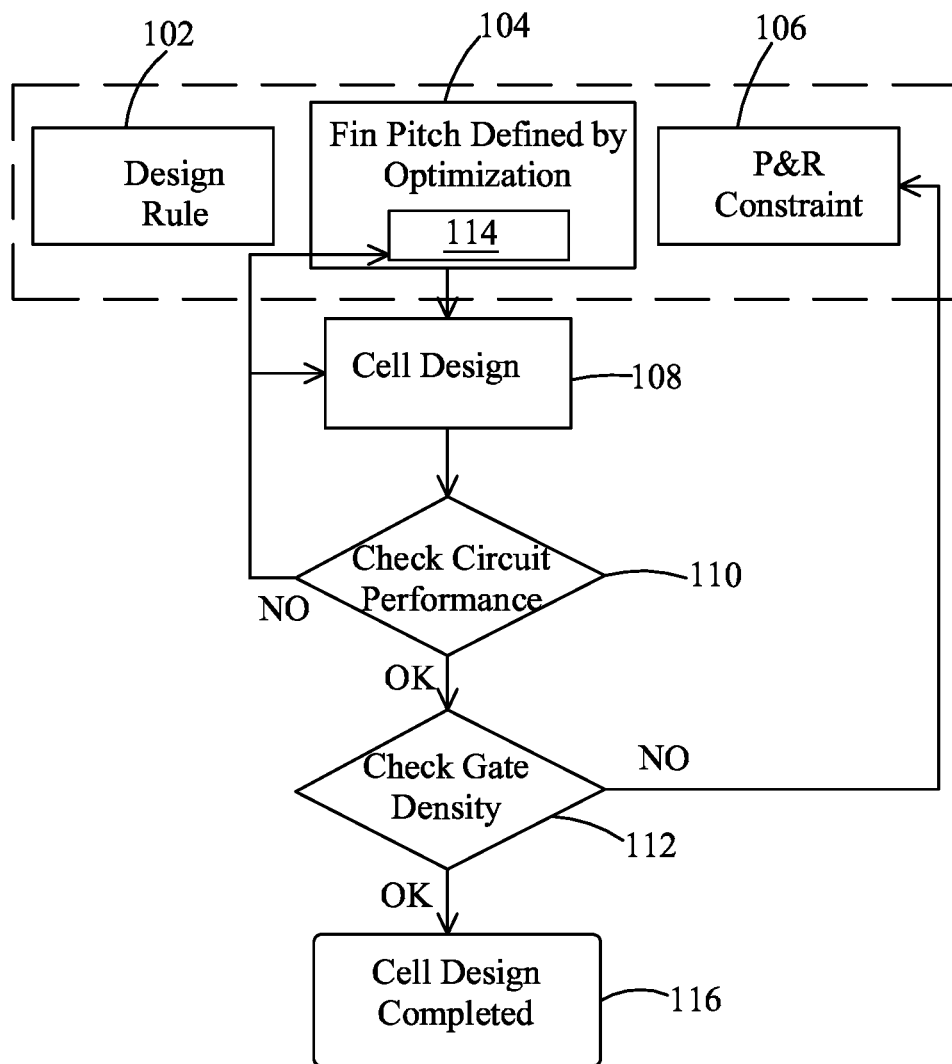 102
104
106
Design
Rule
Fin Pitch Defined by
Optimization
114
P&R
Constraint
Cell Design
108
Check Circuit
Performance
110
NO
OK
Check Gate
Density
NO
112
OK
Cell Design
Completed
116